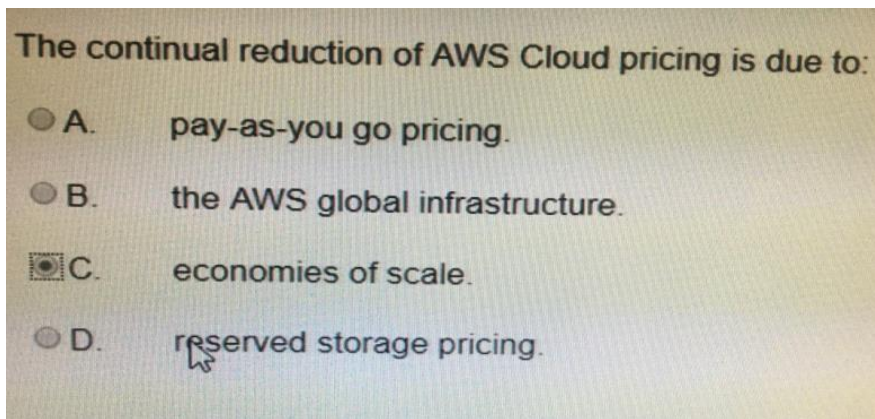 The continual reduction of AWS Cloud pricing is due to:
A. pay-as-you go pricing.
B. the AWS global infrastructure.
C. economies of scale.
D. reserved storage pricing.